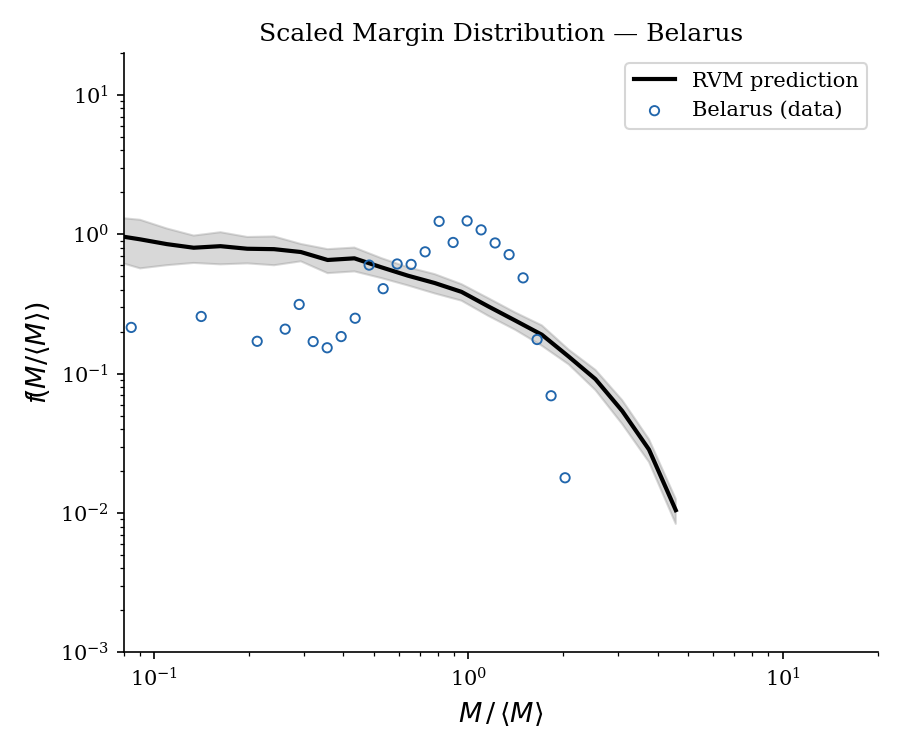 Scaled Margin Distribution — Belarus
RVM prediction
Belarus (data)
10¹
10⁰
10⁻¹
10⁻²
10⁻³
f(M/⟨M⟩)
10⁻¹
10⁰
10¹
M / ⟨M⟩